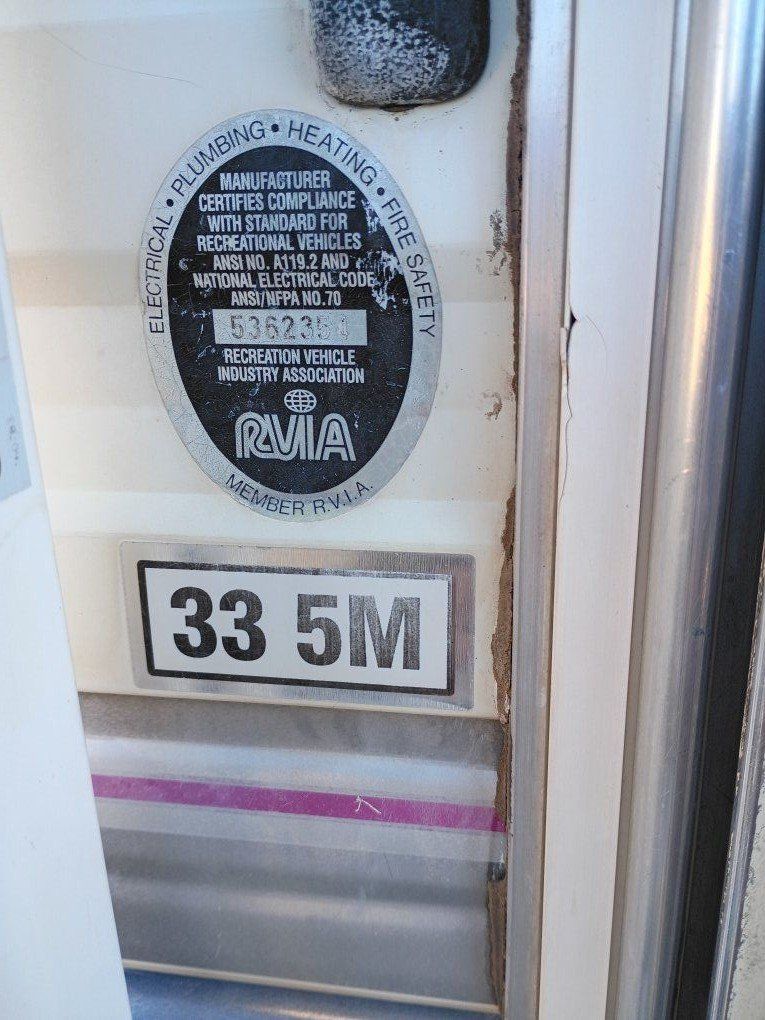 ELECTRICAL • PLUMBING • HEATING • FIRE SAFETY
MANUFACTURER
CERTIFIES COMPLIANCE
WITH STANDARD FOR
RECREATIONAL VEHICLES
ANSI NO. A119.2 AND
NATIONAL ELECTRICAL CODE
ANSI/NFPA NO.70
5362354
RECREATION VEHICLE
INDUSTRY ASSOCIATION
RVIA
MEMBER R.V.I.A.
33 5M